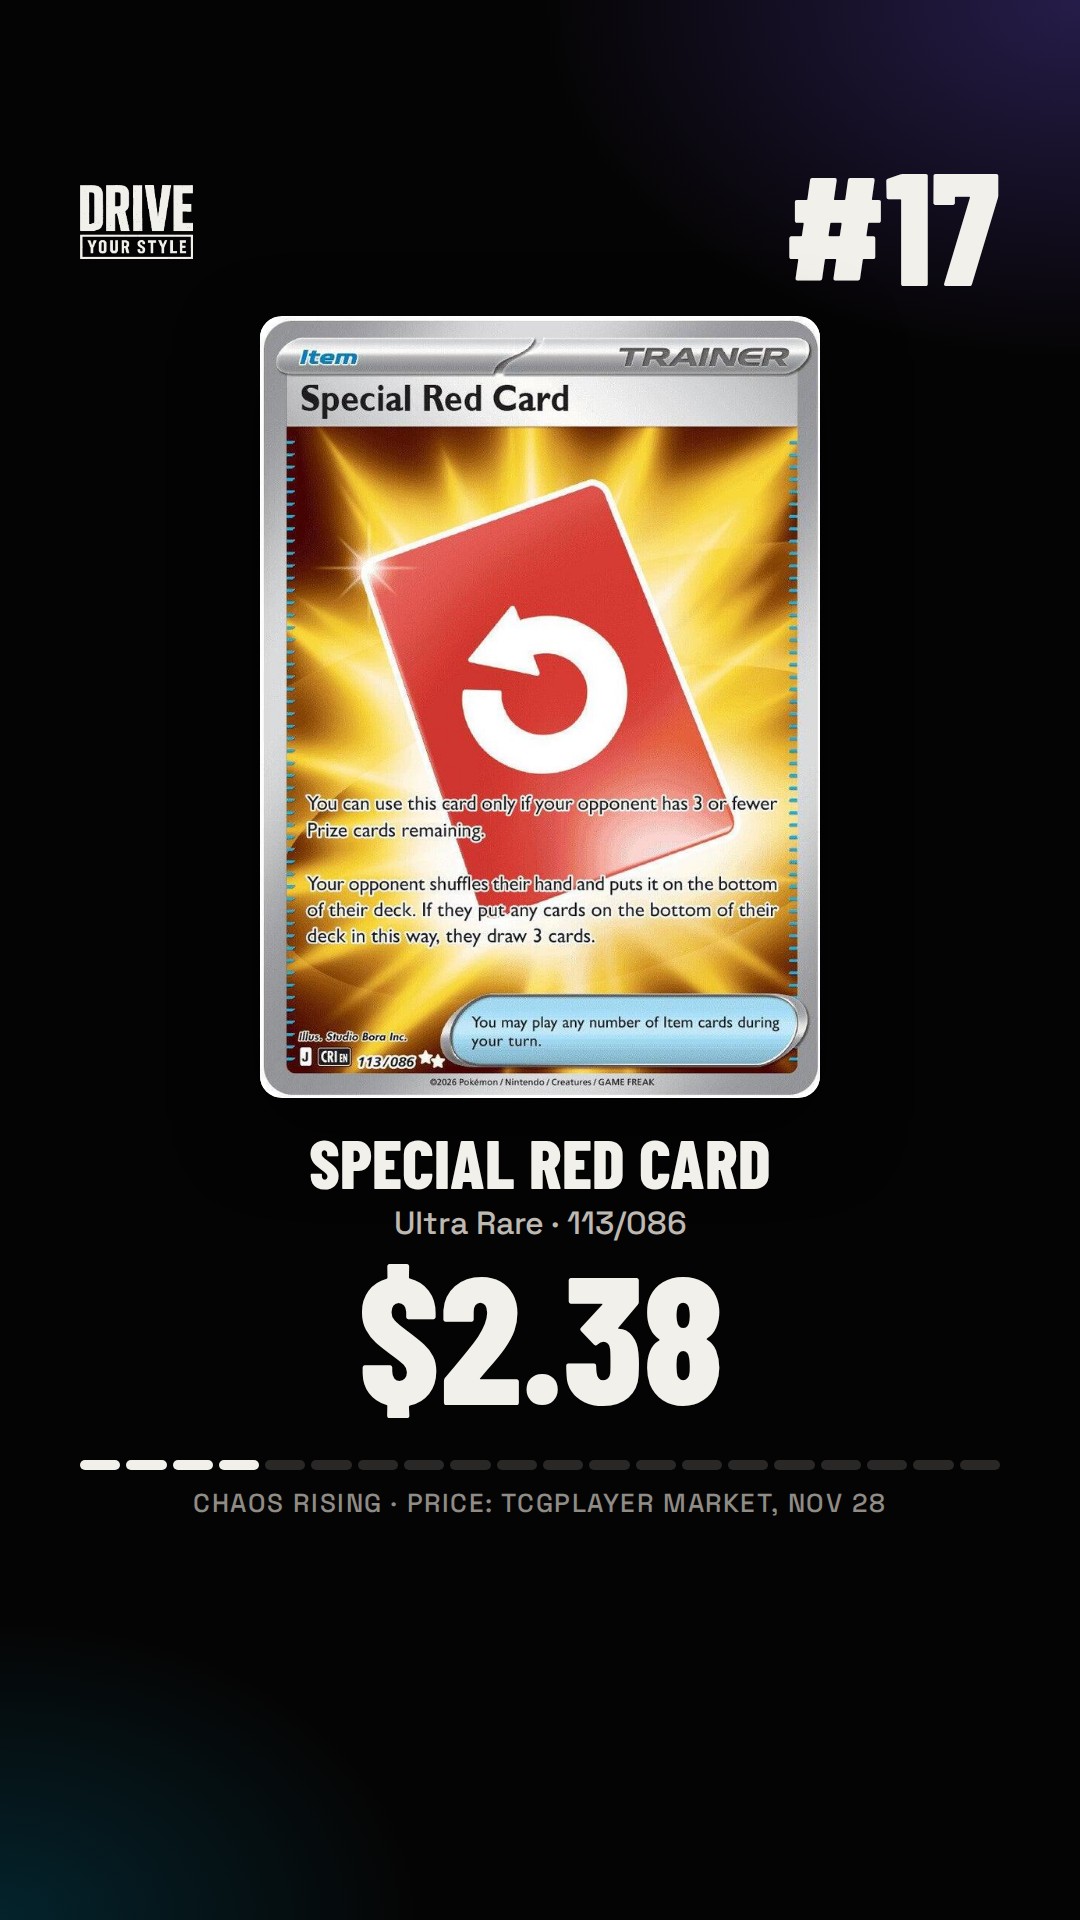 DRIVE
YOUR STYLE
#17
Item
TRAINER
Special Red Card
You can use this card only if your opponent has 3 or fewer
Prize cards remaining.
Your opponent shuffles their hand and puts it on the bottom
of their deck. If they put any cards on the bottom of their
deck in this way, they draw 3 cards.
You may play any number of Item cards during
your turn.
Illus. Studio Bora Inc.
J CRI EN 113/086
©2026 Pokémon / Nintendo / Creatures / GAME FREAK
SPECIAL RED CARD
Ultra Rare · 113/086
$2.38
CHAOS RISING · PRICE: TCGPLAYER MARKET, NOV 28